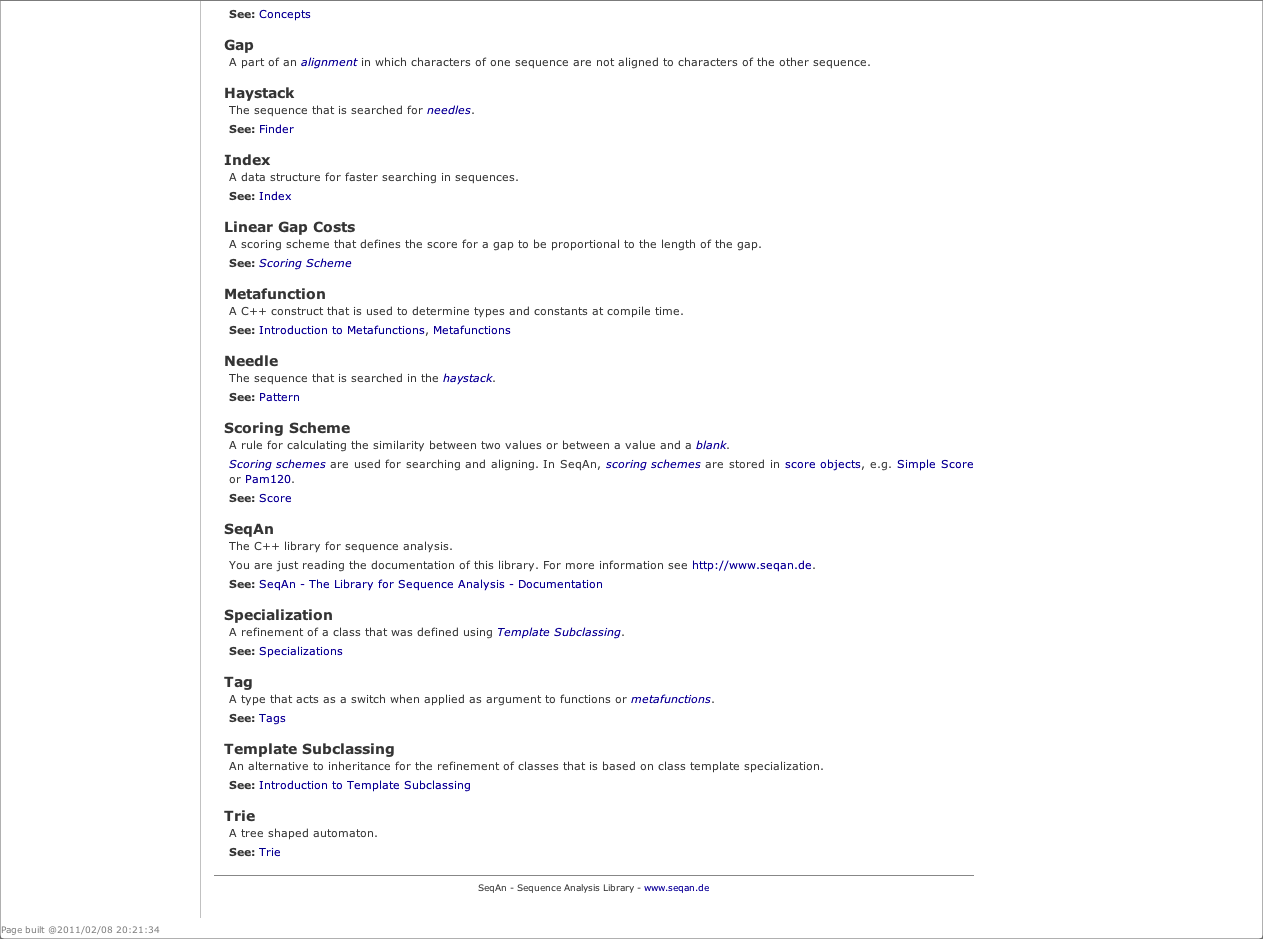 See: Concepts
Gap
A part of an alignment in which characters of one sequence are not aligned to characters of the other sequence.
Haystack
The sequence that is searched for needles.
See: Finder
Index
A data structure for faster searching in sequences.
See: Index
Linear Gap Costs
A scoring scheme that defines the score for a gap to be proportional to the length of the gap.
See: Scoring Scheme
Metafunction
A C++ construct that is used to determine types and constants at compile time.
See: Introduction to Metafunctions, Metafunctions
Needle
The sequence that is searched in the haystack.
See: Pattern
Scoring Scheme
A rule for calculating the similarity between two values or between a value and a blank.
Scoring schemes are used for searching and aligning. In SeqAn, scoring schemes are stored in score objects, e.g. Simple Score
or Pam120.
See: Score
SeqAn
The C++ library for sequence analysis.
You are just reading the documentation of this library. For more information see http://www.seqan.de.
See: SeqAn - The Library for Sequence Analysis - Documentation
Specialization
A refinement of a class that was defined using Template Subclassing.
See: Specializations
Tag
A type that acts as a switch when applied as argument to functions or metafunctions.
See: Tags
Template Subclassing
An alternative to inheritance for the refinement of classes that is based on class template specialization.
See: Introduction to Template Subclassing
Trie
A tree shaped automaton.
See: Trie
SeqAn - Sequence Analysis Library - www.seqan.de
Page built @2011/02/08 20:21:34